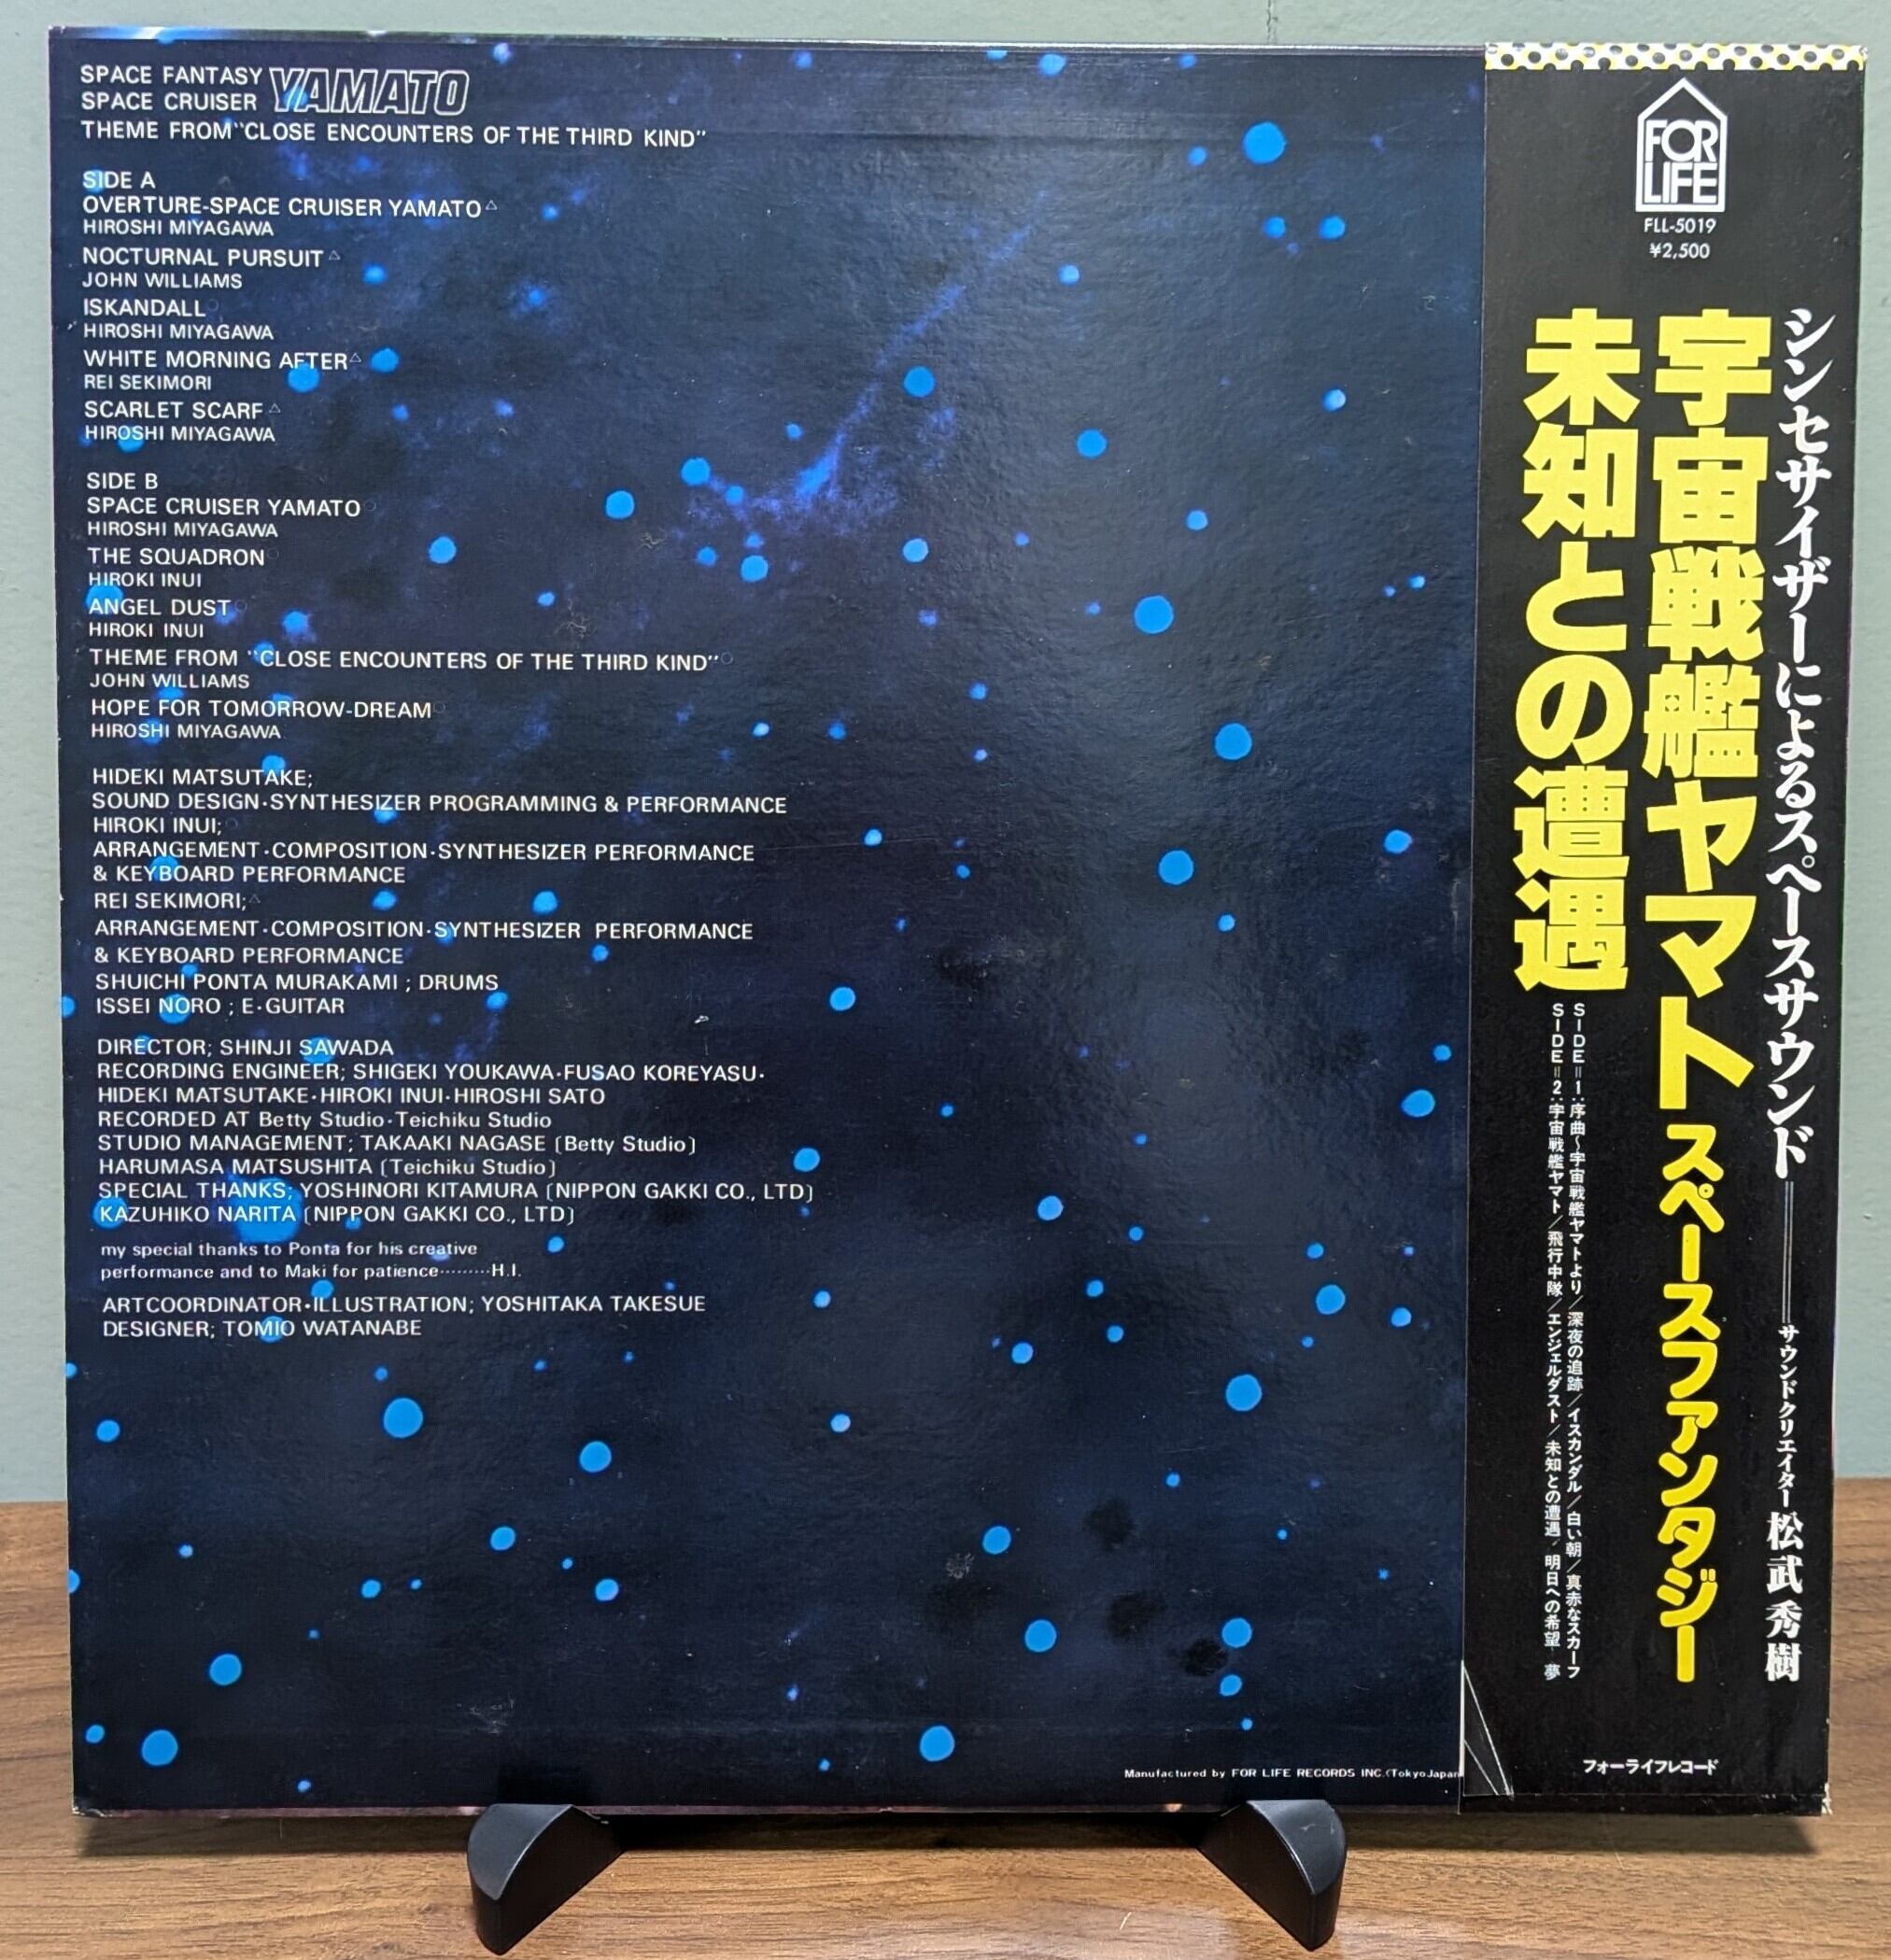 SPACE FANTASY
SPACE CRUISER YAMATO
THEME FROM "CLOSE ENCOUNTERS OF THE THIRD KIND"
SIDE A
OVERTURE-SPACE CRUISER YAMATO△
HIROSHI MIYAGAWA
NOCTURNAL PURSUIT△
JOHN WILLIAMS
ISKANDALL○
HIROSHI MIYAGAWA
WHITE MORNING AFTER△
REI SEKIMORI
SCARLET SCARF△
HIROSHI MIYAGAWA
SIDE B
SPACE CRUISER YAMATO○
HIROSHI MIYAGAWA
THE SQUADRON○
HIROKI INUI
ANGEL DUST○
HIROKI INUI
THEME FROM "CLOSE ENCOUNTERS OF THE THIRD KIND"○
JOHN WILLIAMS
HOPE FOR TOMORROW-DREAM○
HIROSHI MIYAGAWA
HIDEKI MATSUTAKE;
SOUND DESIGN·SYNTHESIZER PROGRAMMING & PERFORMANCE
HIROKI INUI;○
ARRANGEMENT·COMPOSITION·SYNTHESIZER PERFORMANCE
& KEYBOARD PERFORMANCE
REI SEKIMORI;△
ARRANGEMENT·COMPOSITION·SYNTHESIZER PERFORMANCE
& KEYBOARD PERFORMANCE
SHUICHI PONTA MURAKAMI ; DRUMS
ISSEI NORO ; E·GUITAR
DIRECTOR; SHINJI SAWADA
RECORDING ENGINEER; SHIGEKI YOUKAWA·FUSAO KOREYASU·
HIDEKI MATSUTAKE·HIROKI INUI·HIROSHI SATO
RECORDED AT Betty Studio·Teichiku Studio
STUDIO MANAGEMENT; TAKAAKI NAGASE (Betty Studio)
HARUMASA MATSUSHITA (Teichiku Studio)
SPECIAL THANKS; YOSHINORI KITAMURA (NIPPON GAKKI CO., LTD)
KAZUHIKO NARITA (NIPPON GAKKI CO., LTD)
my special thanks to Ponta for his creative
performance and to Maki for patience·········H.I.
ARTCOORDINATOR·ILLUSTRATION; YOSHITAKA TAKESUE
DESIGNER; TOMIO WATANABE
Manufactured by FOR LIFE RECORDS INC.(Tokyo Japan
FOR
LIFE
FLL-5019
¥2,500
シンセサイザーによるスペースサウンド──サウンドクリエイター 松武秀樹
宇宙戦艦ヤマト スペースファンタジー
未知との遭遇
SIDE=1:序曲〜宇宙戦艦ヤマトより/深夜の追跡/イスカンダル/白い朝/真赤なスカーフ
SIDE=2:宇宙戦艦ヤマト/飛行中隊/エンジェルダスト/未知との遭遇/明日への希望 夢
フォーライフレコード